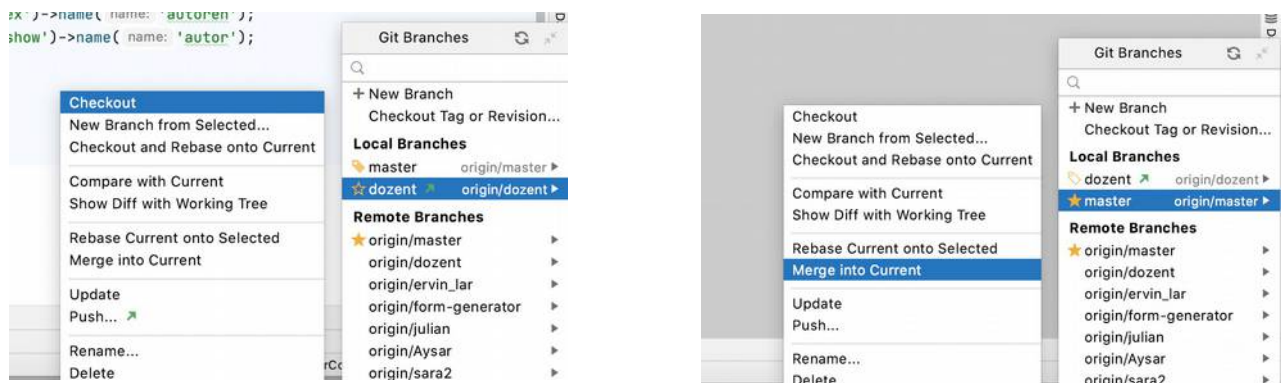 ex')->name( name: 'autoren');
show')->name( name: 'autor');
Git Branches
+ New Branch
Checkout Tag or Revision...
Local Branches
master origin/master
dozent origin/dozent
Remote Branches
origin/master
origin/dozent
origin/ervin_lar
origin/form-generator
origin/julian
origin/Aysar
origin/sara2
Checkout
New Branch from Selected...
Checkout and Rebase onto Current
Compare with Current
Show Diff with Working Tree
Rebase Current onto Selected
Merge into Current
Update
Push...
Rename...
Delete
Git Branches
+ New Branch
Checkout Tag or Revision...
Local Branches
dozent origin/dozent
master origin/master
Remote Branches
origin/master
origin/dozent
origin/ervin_lar
origin/form-generator
origin/julian
origin/Aysar
origin/sara2
Checkout
New Branch from Selected...
Checkout and Rebase onto Current
Compare with Current
Show Diff with Working Tree
Rebase Current onto Selected
Merge into Current
Update
Push...
Rename...
Delete